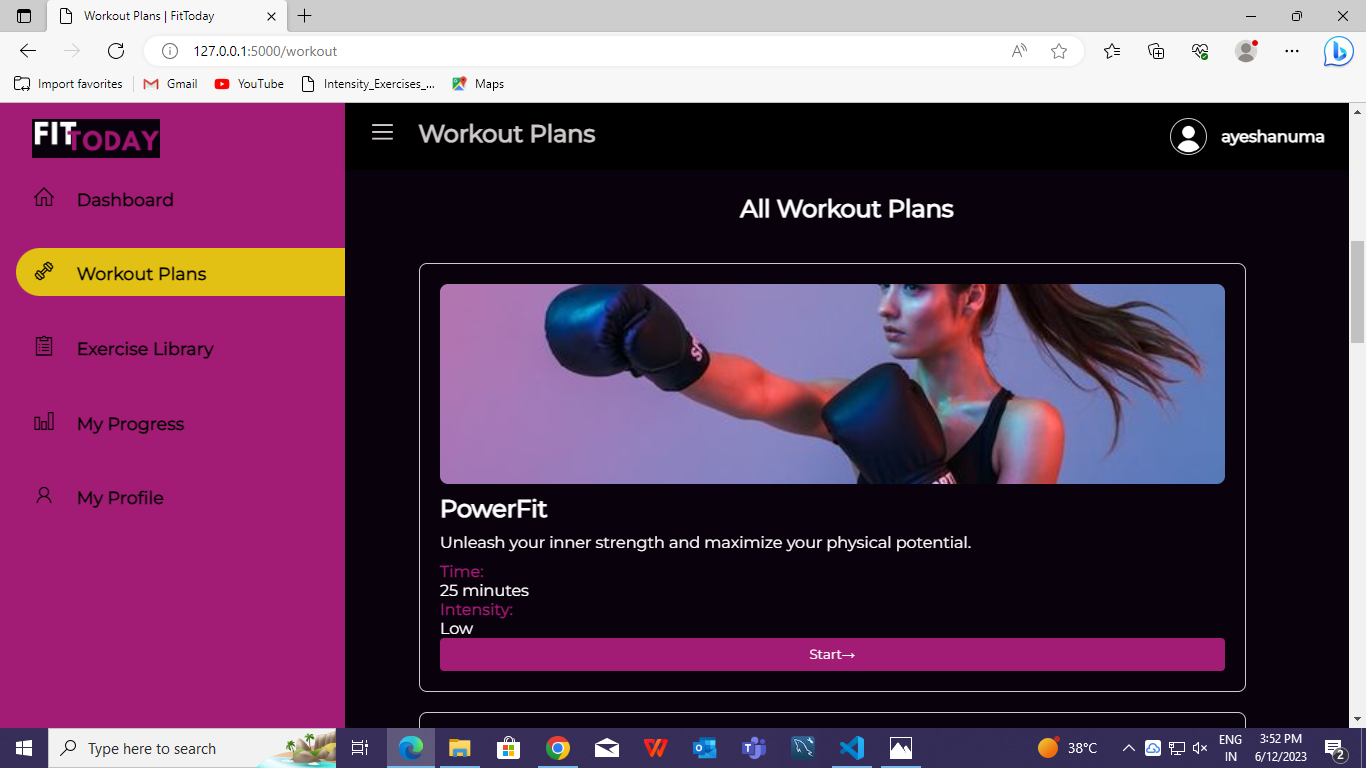 Workout Plans | FitToday
127.0.0.1:5000/workout
Import favorites
Gmail
YouTube
Intensity_Exercises_...
Maps
FITTODAY
Workout Plans
ayeshanuma
Dashboard
Workout Plans
Exercise Library
My Progress
My Profile
All Workout Plans
PowerFit
Unleash your inner strength and maximize your physical potential.
Time:
25 minutes
Intensity:
Low
Start→
Type here to search
38°C
ENG
IN
3:52 PM
6/12/2023
2